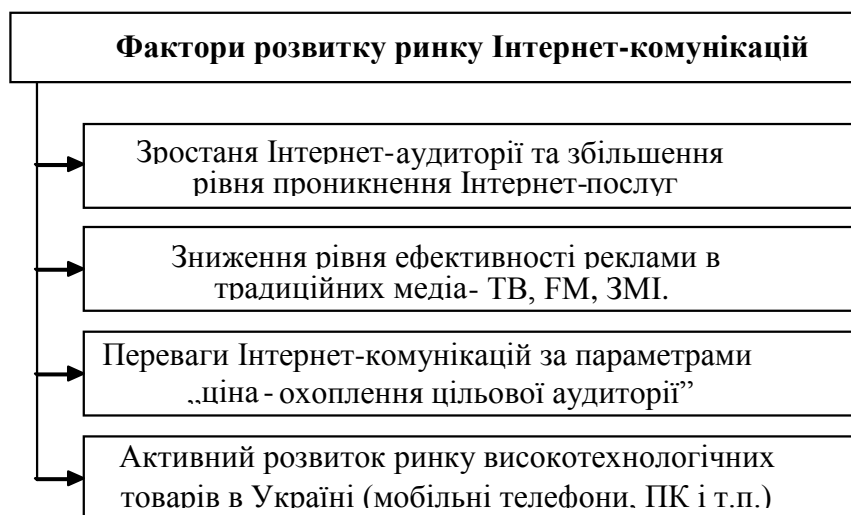 Фактори розвитку ринку Інтернет-комунікацій
Зростаня Інтернет-аудиторії та збільшення
рівня проникнення Інтернет-послуг
Зниження рівня ефективності реклами в
традиційних медіа- ТВ, FM, ЗМІ.
Переваги Інтернет-комунікацій за параметрами
„ціна - охоплення цільової аудиторії”
Активний розвиток ринку високотехнологічних
товарів в Україні (мобільні телефони, ПК і т.п.)